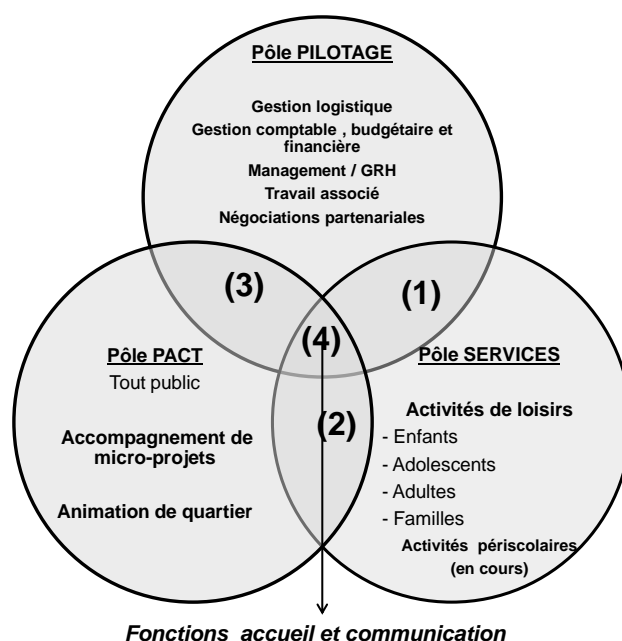 Pôle PILOTAGE
Gestion logistique
Gestion comptable , budgétaire et
financière
Management / GRH
Travail associé
Négociations partenariales
(3)
(1)
(4)
Pôle PACT
Tout public
Accompagnement de
micro-projets
Animation de quartier
(2)
Pôle SERVICES
Activités de loisirs
- Enfants
- Adolescents
- Adultes
- Familles
Activités périscolaires
(en cours)
Fonctions accueil et communication